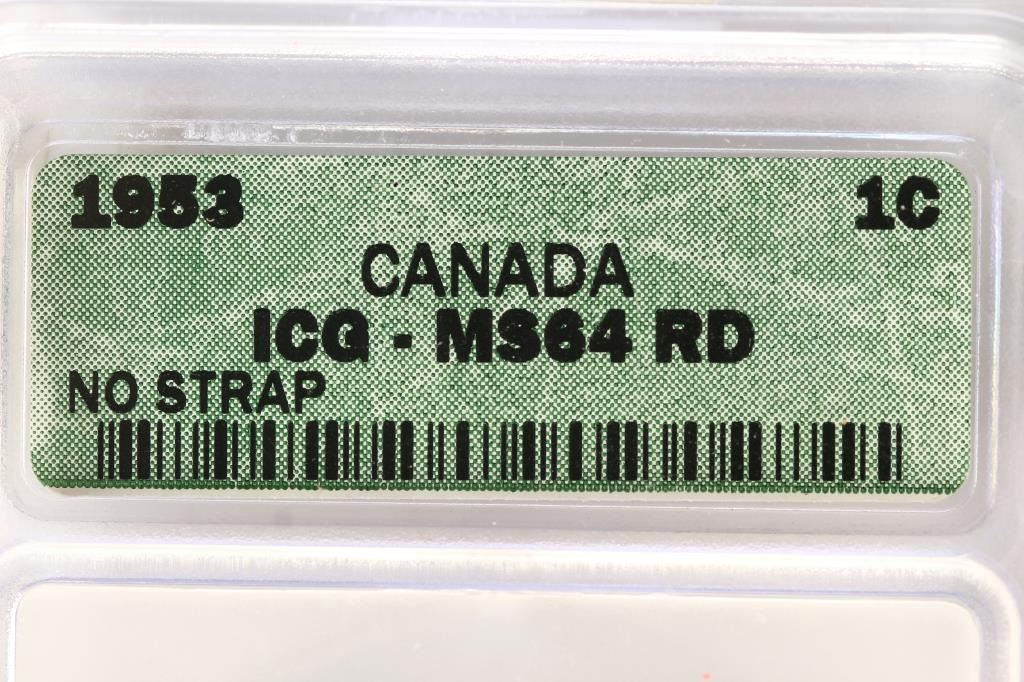 1953 1C
CANADA
ICG - MS64 RD
NO STRAP